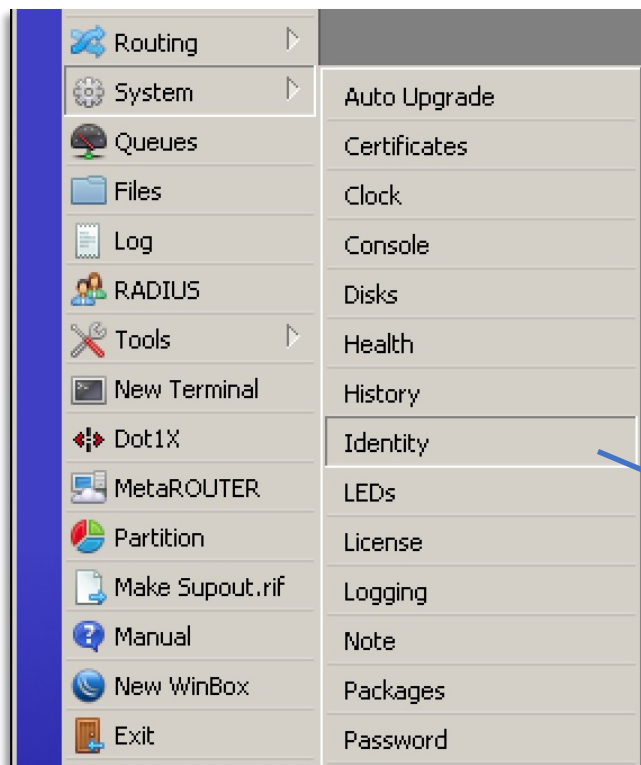 Routing
System
Queues
Files
Log
RADIUS
Tools
New Terminal
Dot1X
MetaROUTER
Partition
Make Supout.rif
Manual
New WinBox
Exit
Auto Upgrade
Certificates
Clock
Console
Disks
Health
History
Identity
LEDs
License
Logging
Note
Packages
Password